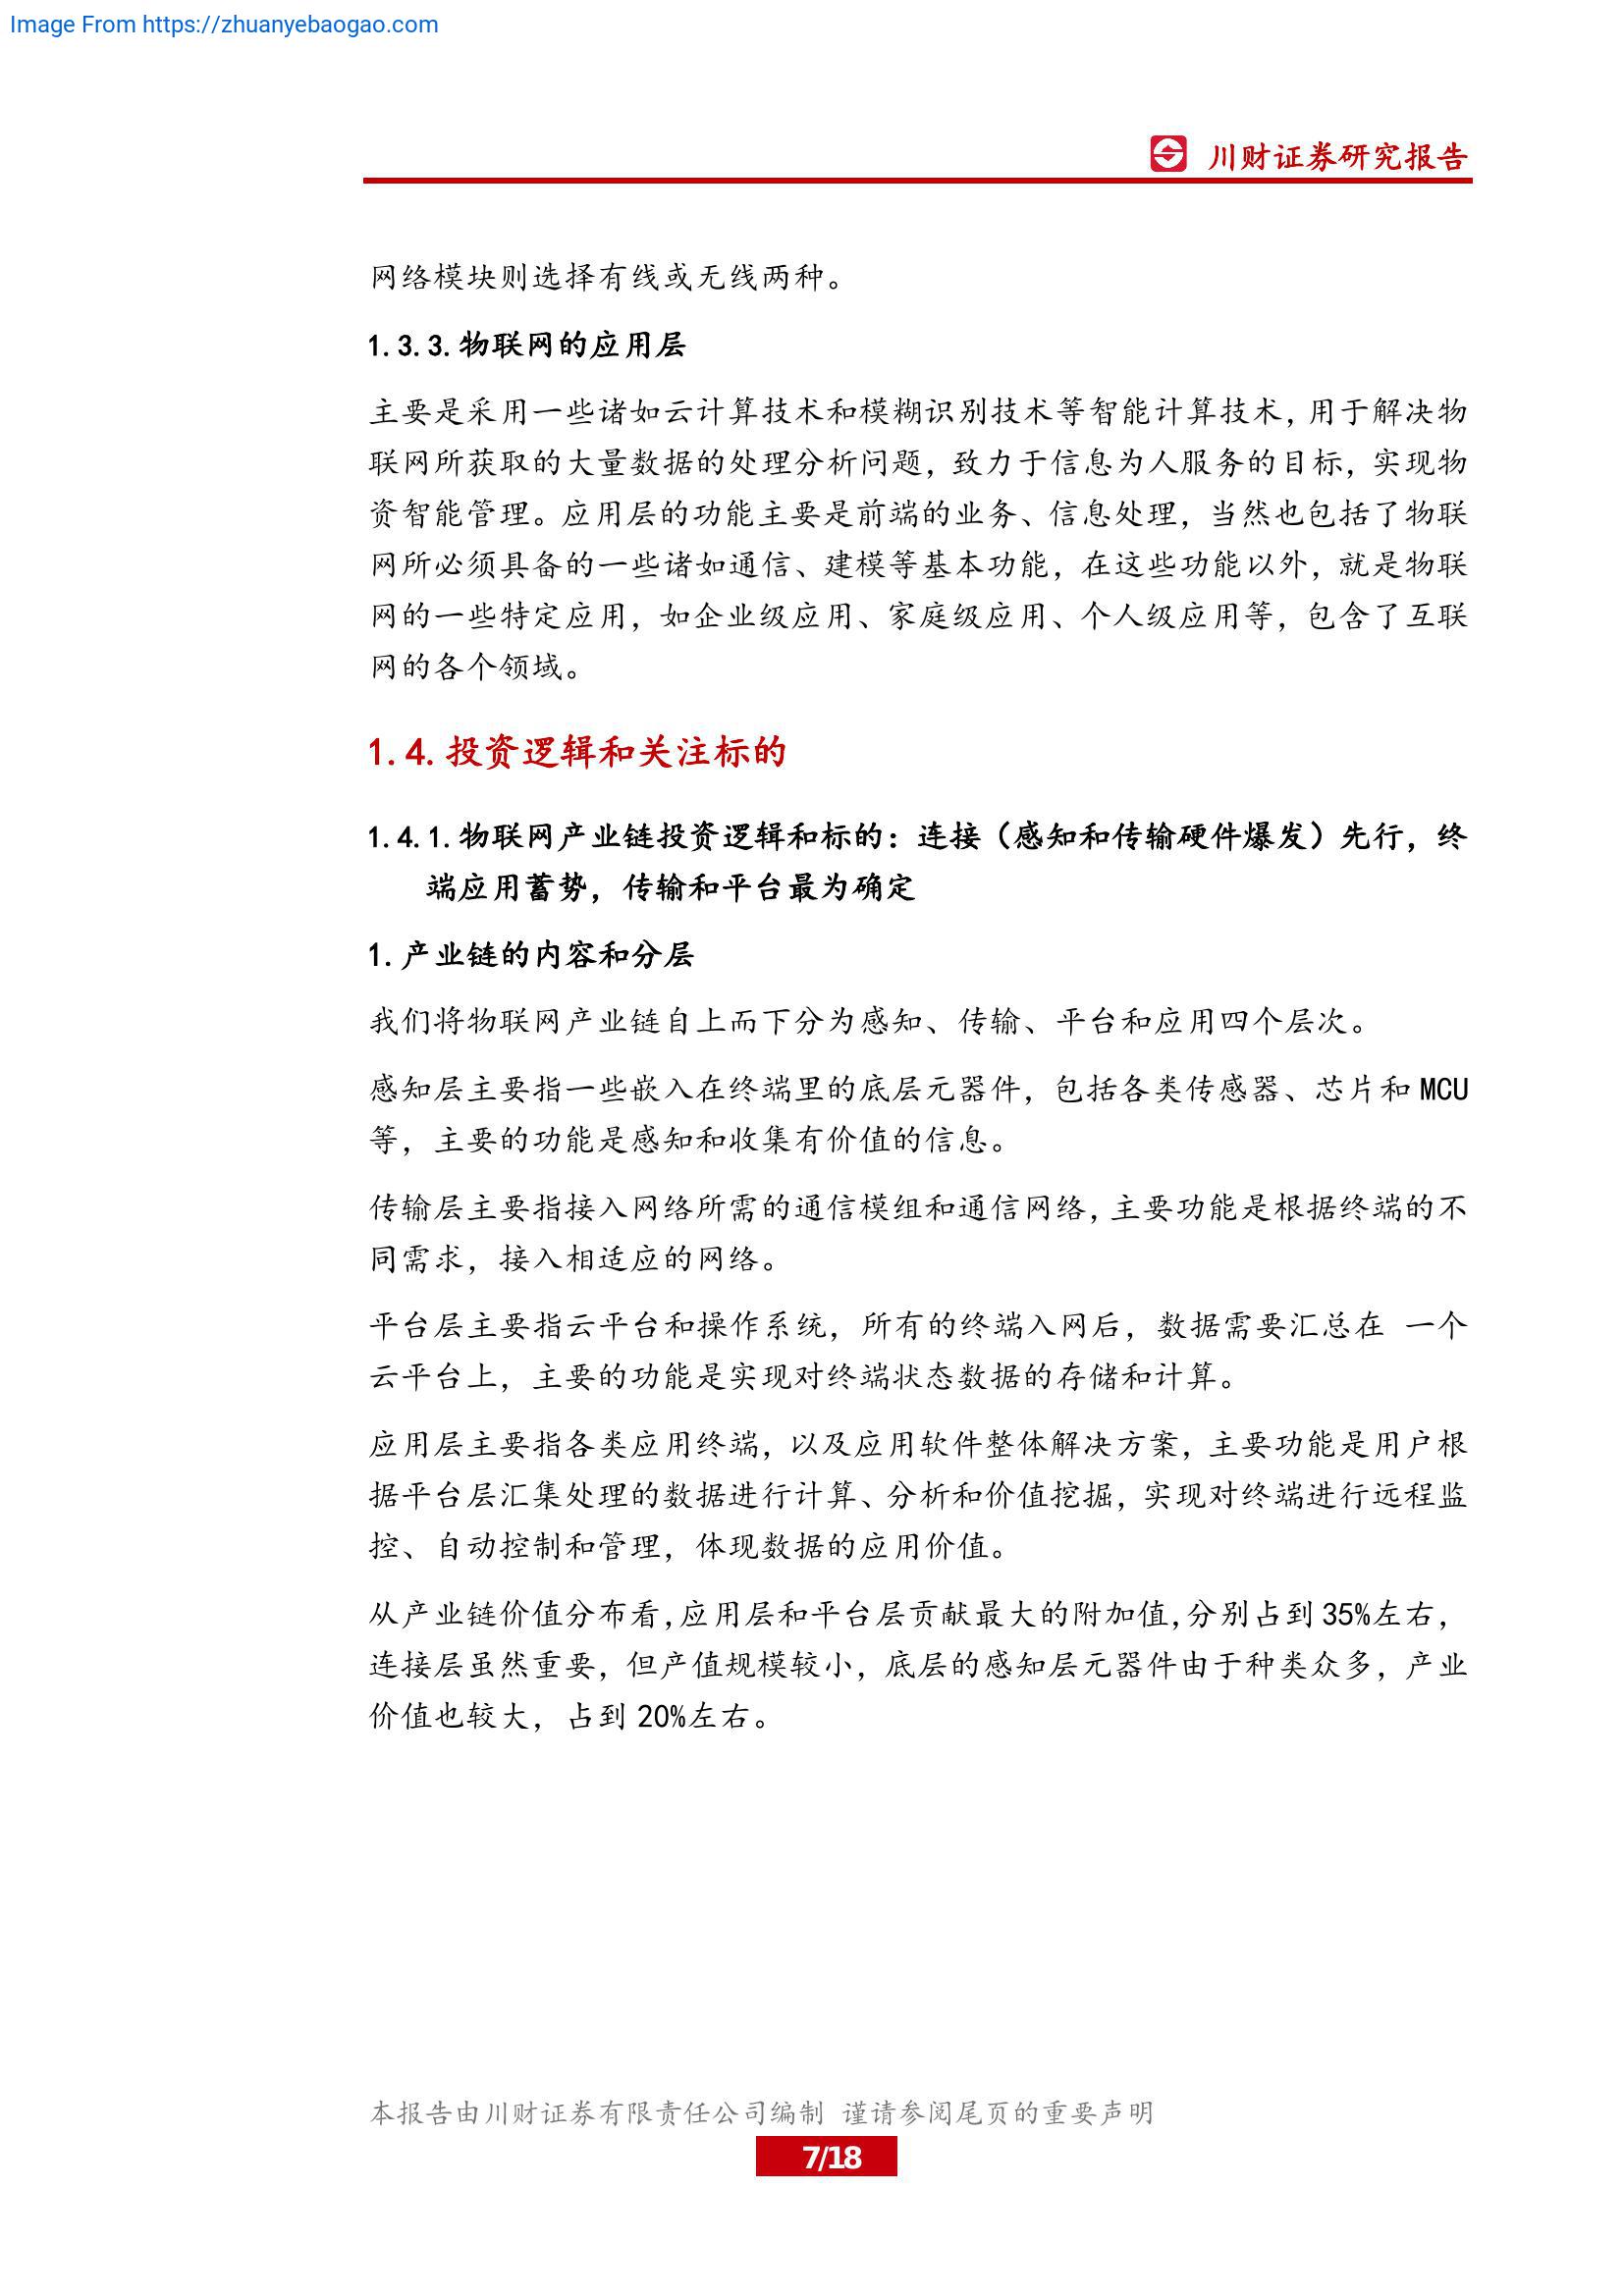 Image From https://zhuanyebaogao.com
川财证券研究报告
网络模块则选择有线或无线两种。
1.3.3.物联网的应用层
主要是采用一些诸如云计算技术和模糊识别技术等智能计算技术，用于解决物
联网所获取的大量数据的处理分析问题，致力于信息为人服务的目标，实现物
资智能管理。应用层的功能主要是前端的业务、信息处理，当然也包括了物联
网所必须具备的一些诸如通信、建模等基本功能，在这些功能以外，就是物联
网的一些特定应用，如企业级应用、家庭级应用、个人级应用等，包含了互联
网的各个领域。
1.4.投资逻辑和关注标的
1.4.1.物联网产业链投资逻辑和标的：连接（感知和传输硬件爆发）先行，终
端应用蓄势，传输和平台最为确定
1.产业链的内容和分层
我们将物联网产业链自上而下分为感知、传输、平台和应用四个层次。
感知层主要指一些嵌入在终端里的底层元器件，包括各类传感器、芯片和 MCU
等，主要的功能是感知和收集有价值的信息。
传输层主要指接入网络所需的通信模组和通信网络，主要功能是根据终端的不
同需求，接入相适应的网络。
平台层主要指云平台和操作系统，所有的终端入网后，数据需要汇总在 一个
云平台上，主要的功能是实现对终端状态数据的存储和计算。
应用层主要指各类应用终端，以及应用软件整体解决方案，主要功能是用户根
据平台层汇集处理的数据进行计算、分析和价值挖掘，实现对终端进行远程监
控、自动控制和管理，体现数据的应用价值。
从产业链价值分布看，应用层和平台层贡献最大的附加值，分别占到 35%左右，
连接层虽然重要，但产值规模较小，底层的感知层元器件由于种类众多，产业
价值也较大，占到 20%左右。
本报告由川财证券有限责任公司编制 谨请参阅尾页的重要声明
7/18